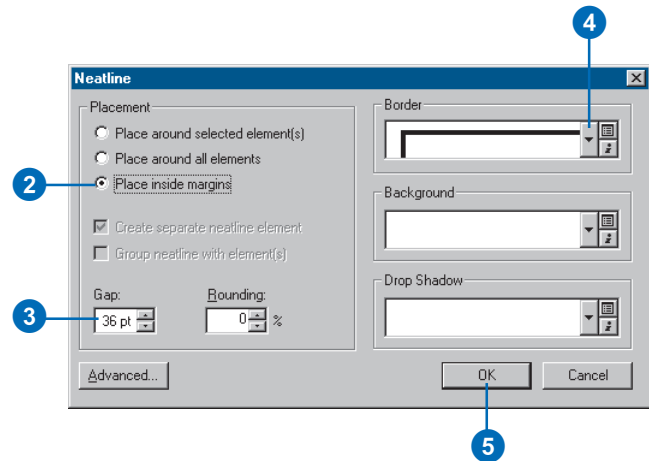 4
Neatline
Placement
Place around selected element(s)
Place around all elements
2
Place inside margins
Create separate neatline element
Group neatline with element(s)
Gap:
Rounding:
3
36 pt
0
%
Border
Background
Drop Shadow
Advanced...
OK
Cancel
5